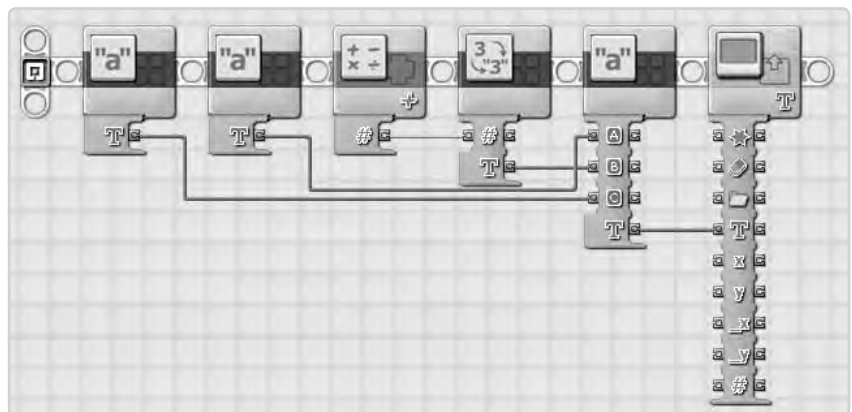 "a" "a" + − × ÷ 3 "3" "a"
+ T
T T # # A
T B
C
T T
x
y
_x
_y
#